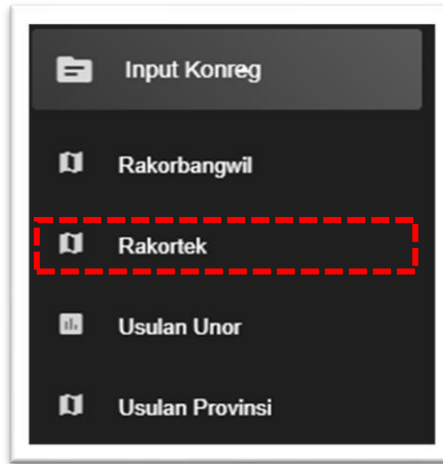 Input Konreg
Rakorbangwil
Rakortek
Usulan Unor
Usulan Provinsi